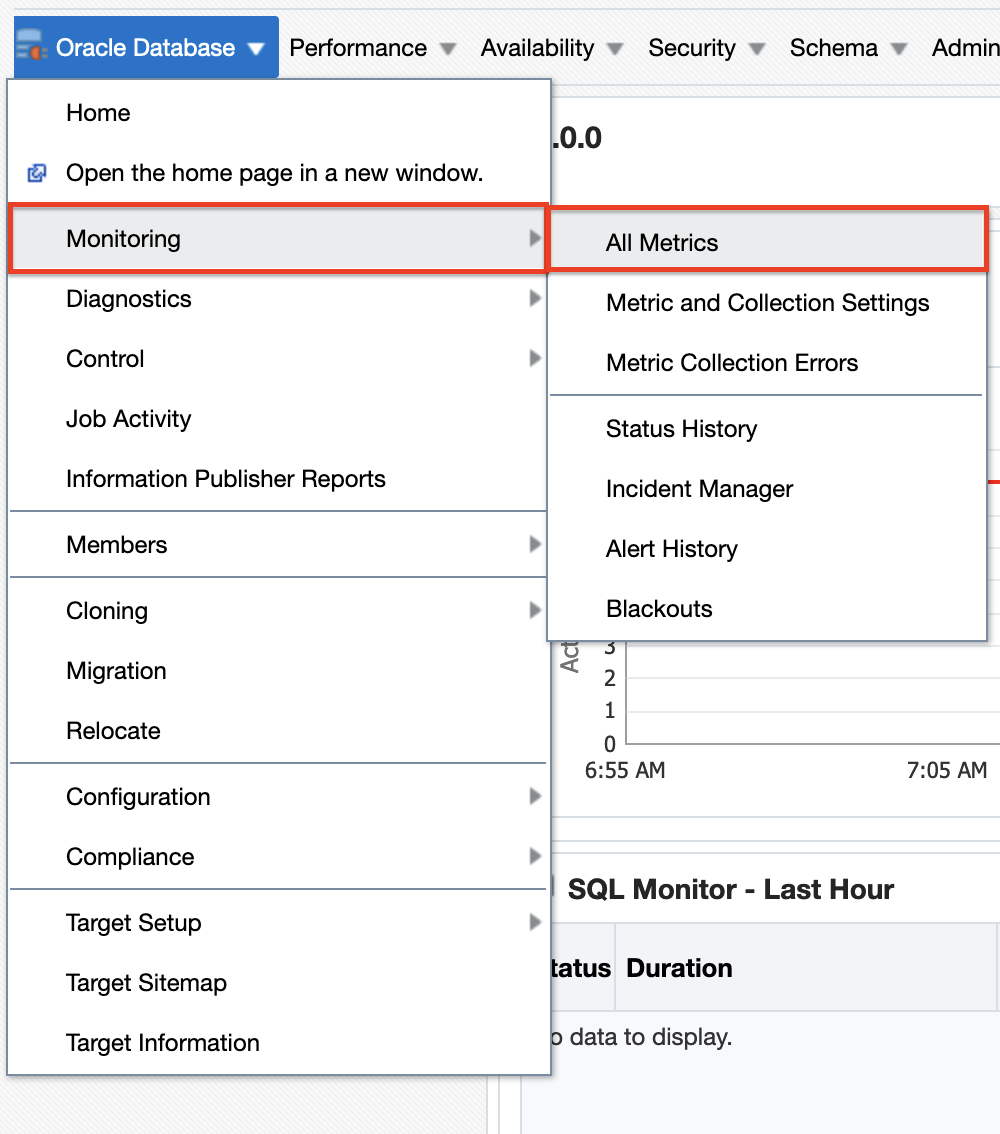 Oracle Database Performance Availability Security Schema Admin
Home
Open the home page in a new window.
Monitoring
Diagnostics
Control
Job Activity
Information Publisher Reports
Members
Cloning
Migration
Relocate
Configuration
Compliance
Target Setup
Target Sitemap
Target Information
.0.0
All Metrics
Metric and Collection Settings
Metric Collection Errors
Status History
Incident Manager
Alert History
Blackouts
Act
3
2
1
0
6:55 AM 7:05 AM
SQL Monitor - Last Hour
tatus Duration
o data to display.